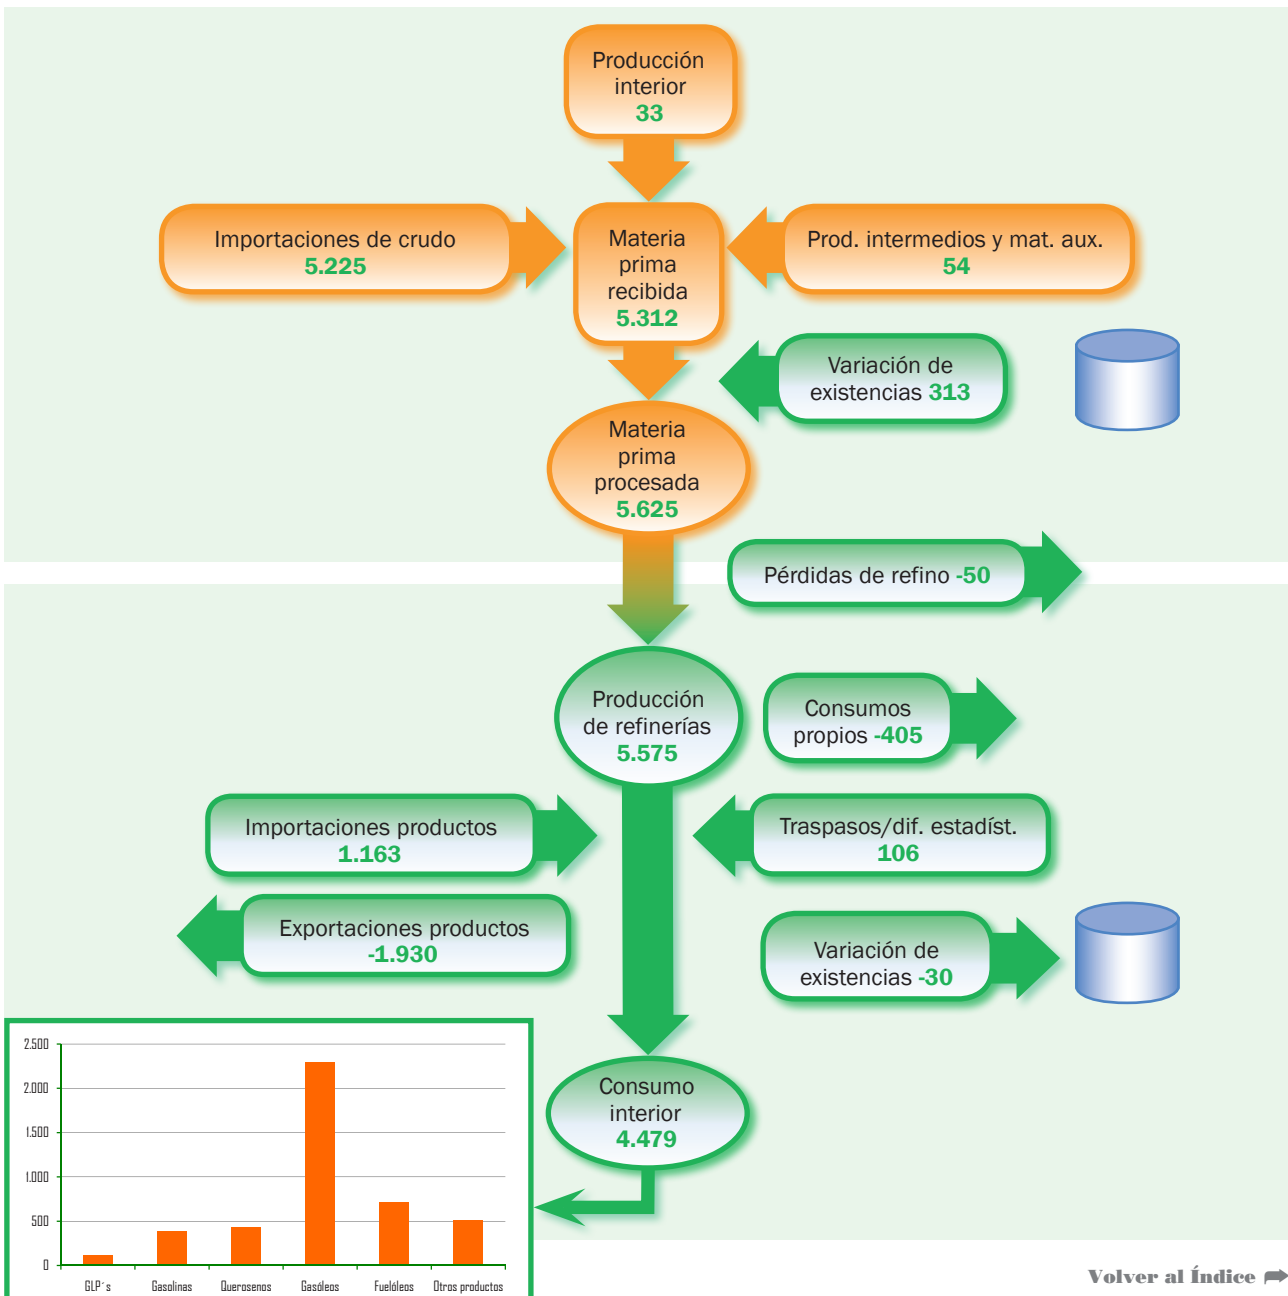 Producción
interior
33
Importaciones de crudo
5.225
Materia
prima
recibida
5.312
Prod. intermedios y mat. aux.
54
Variación de
existencias 313
Materia
prima
procesada
5.625
Pérdidas de refino -50
Producción
de refinerías
5.575
Consumos
propios -405
Importaciones productos
1.163
Traspasos/dif. estadíst.
106
Exportaciones productos
-1.930
Variación de
existencias -30
Consumo
interior
4.479
2.500
2.000
1.500
1.000
500
0
GLP´s
Gasolinas
Querosenos
Gasóleos
Fuelóleos
Otros productos
Volver al Índice